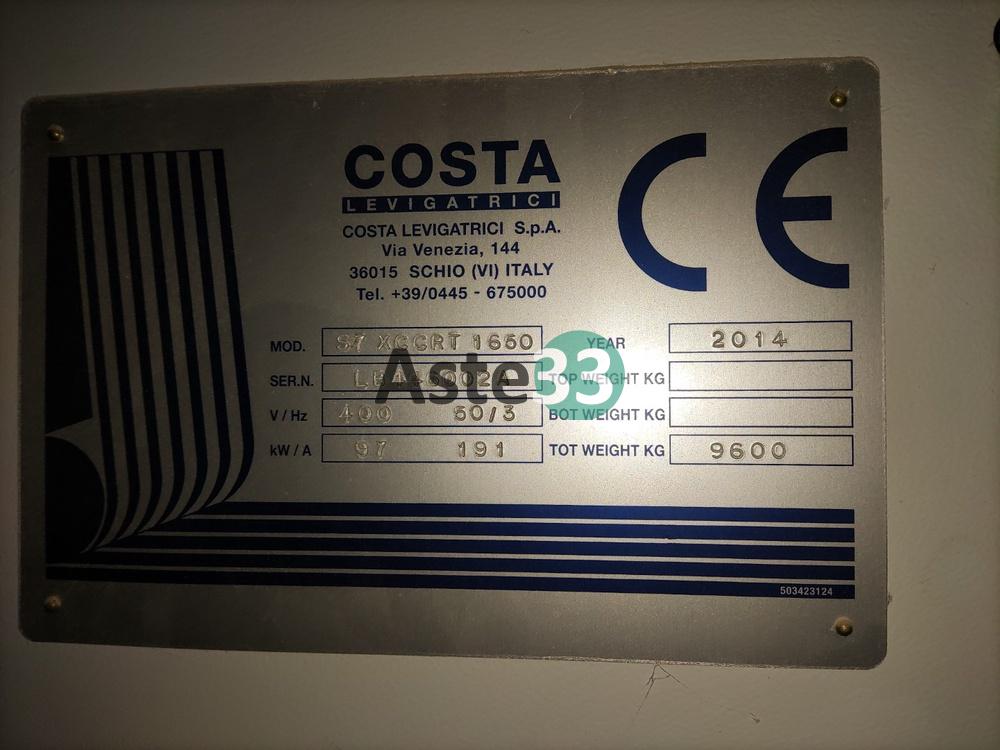 COSTA
LEVIGATRICI
COSTA LEVIGATRICI S.p.A.
Via Venezia, 144
36015 SCHIO (VI) ITALY
Tel. +39/0445 - 675000
CE
MOD. S7 XCCRT 1650 YEAR 2014
SER.N. TOP WEIGHT KG
V / Hz 400 50/3 BOT WEIGHT KG
kW / A 97 191 TOT WEIGHT KG 9600
Aste33
503423124